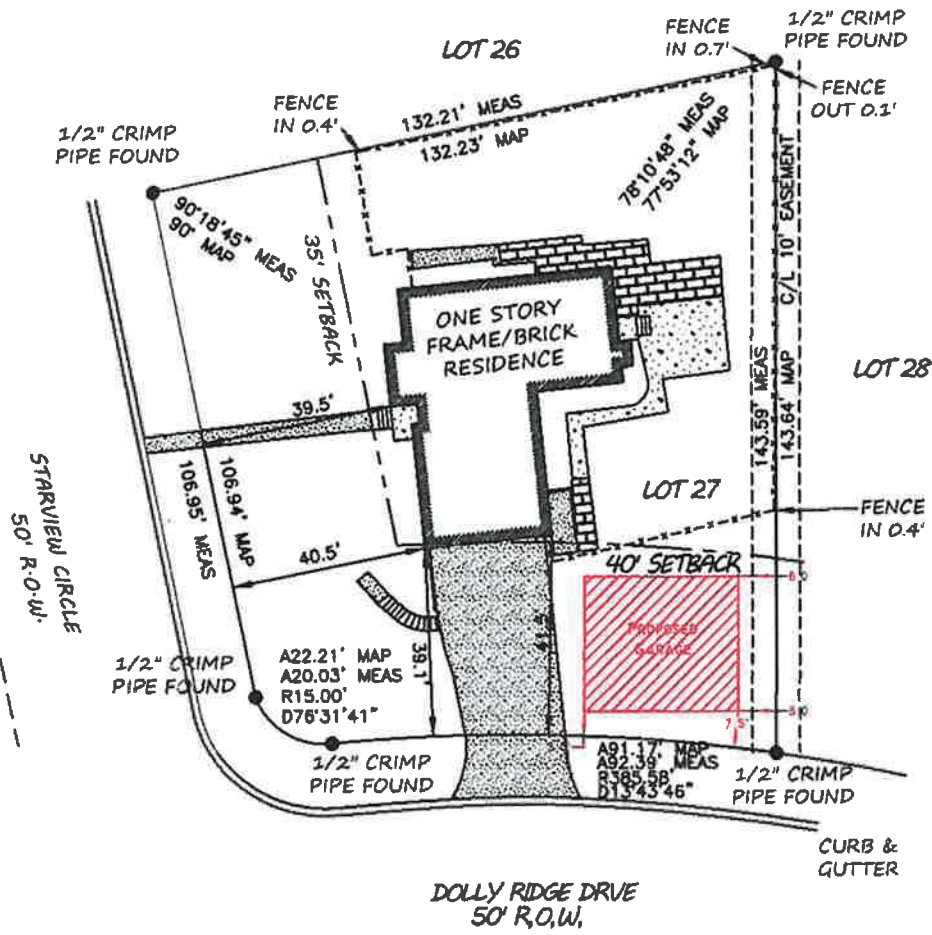 LOT 26
1/2" CRIMP
PIPE FOUND
FENCE
IN 0.4'
132.21' MEAS
132.23' MAP
FENCE
IN 0.7'
1/2" CRIMP
PIPE FOUND
FENCE
OUT 0.1'
90°18'45" MEAS
90° MAP
78°10'48" MEAS
77°53'12" MAP
35' SETBACK
ONE STORY
FRAME/BRICK
RESIDENCE
C/L 10' EASEMENT
143.59' MEAS
143.64' MAP
LOT 28
39.5'
STARVIEW CIRCLE
50' R.O.W.
106.94' MAP
106.95' MEAS
LOT 27
FENCE
IN 0.4'
40.5'
40' SETBACK
PROPOSED
GARAGE
39.1'
1/2" CRIMP
PIPE FOUND
A22.21' MAP
A20.03' MEAS
R15.00'
D76°31'41"
7.5'
1/2" CRIMP
PIPE FOUND
A91.17' MAP
A92.39' MEAS
R385.58'
D13°43'46"
1/2" CRIMP
PIPE FOUND
CURB &
GUTTER
DOLLY RIDGE DRVE
50' R,O,W,